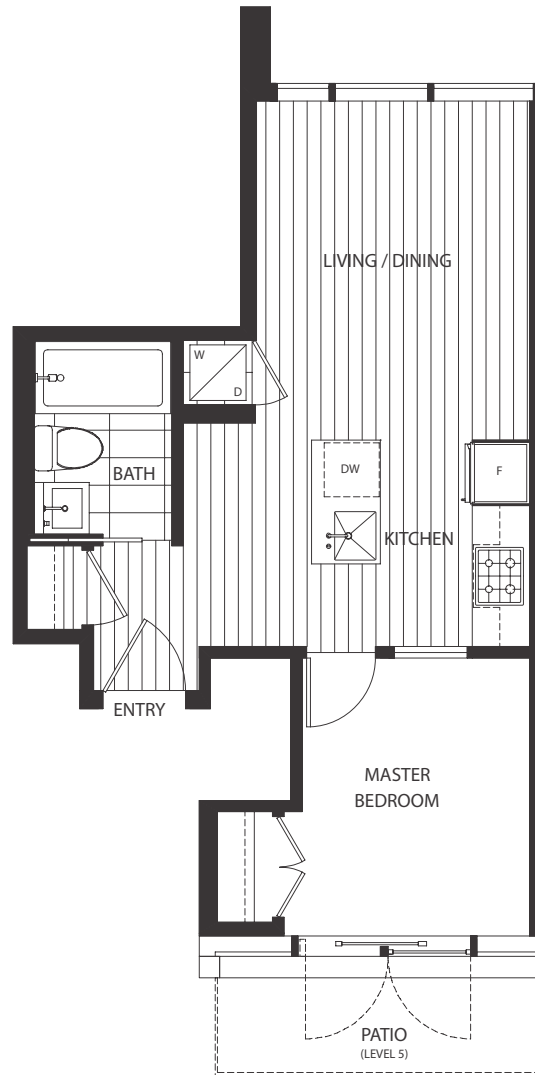 LIVING / DINING
W
D
BATH
DW
F
KITCHEN
ENTRY
MASTER
BEDROOM
PATIO
(LEVEL 5)